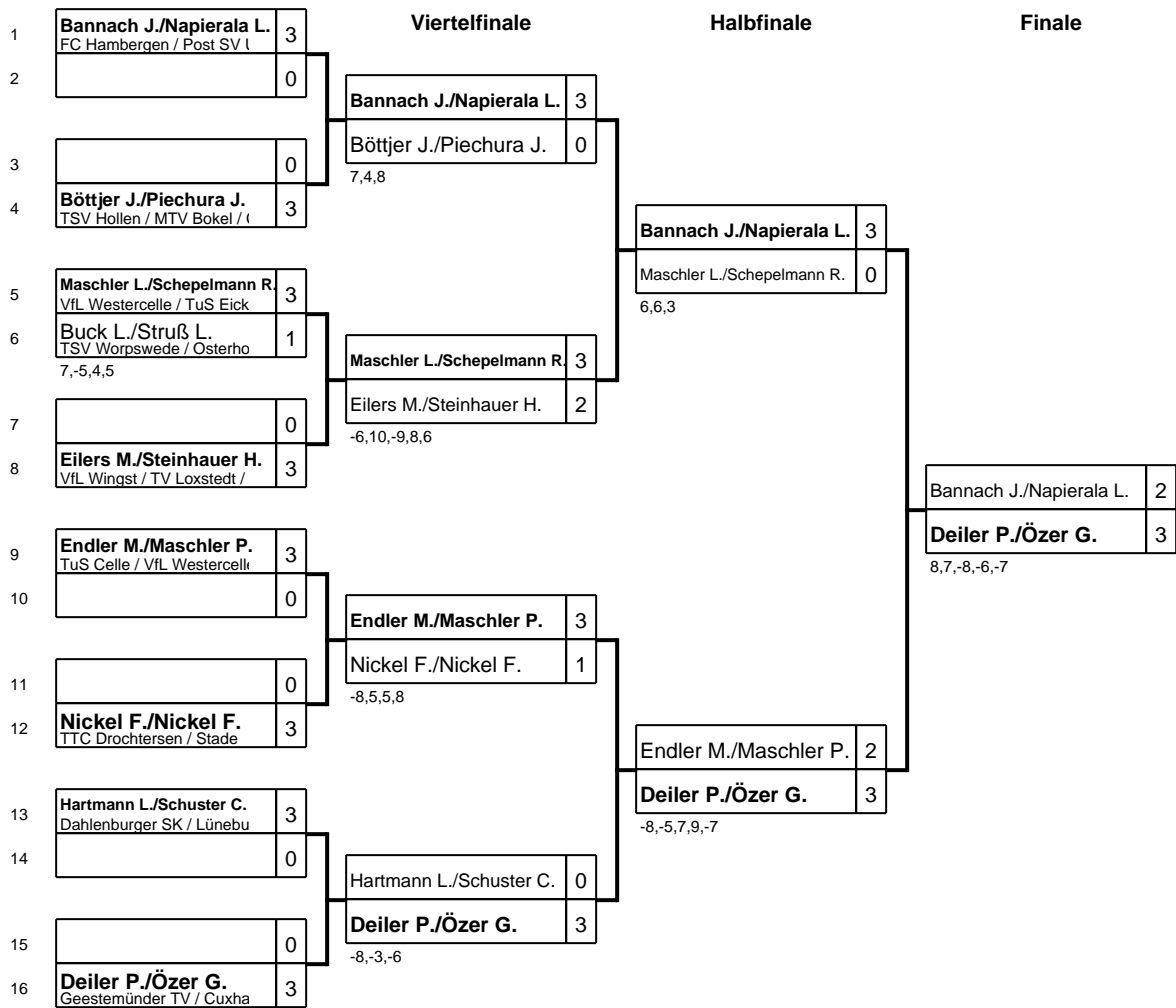 Viertelfinale Halbfinale Finale
1 Bannach J./Napierala L. 3
FC Hambergen / Post SV
2 0
Bannach J./Napierala L. 3
Böttjer J./Piechura J. 0
7,4,8
3 0
4 Böttjer J./Piechura J. 3
TSV Hollen / MTV Bokel /
Bannach J./Napierala L. 3
Maschler L./Schepelmann R. 0
6,6,3
5 Maschler L./Schepelmann R. 3
VfL Westercelle / TuS Eick
6 Buck L./Struß L. 1
TSV Worpswede / Osterho
7,-5,4,5
Maschler L./Schepelmann R. 3
Eilers M./Steinhauer H. 2
-6,10,-9,8,6
7 0
8 Eilers M./Steinhauer H. 3
VfL Wingst / TV Loxstedt /
Bannach J./Napierala L. 2
Deiler P./Özer G. 3
8,7,-8,-6,-7
9 Endler M./Maschler P. 3
TuS Celle / VfL Westercelle
10 0
Endler M./Maschler P. 3
Nickel F./Nickel F. 1
-8,5,5,8
11 0
12 Nickel F./Nickel F. 3
TTC Drochtersen / Stade
Endler M./Maschler P. 2
Deiler P./Özer G. 3
-8,-5,7,9,-7
13 Hartmann L./Schuster C. 3
Dahlenburger SK / Lünebu
14 0
Hartmann L./Schuster C. 0
Deiler P./Özer G. 3
-8,-3,-6
15 0
16 Deiler P./Özer G. 3
Geestemünder TV / Cuxha